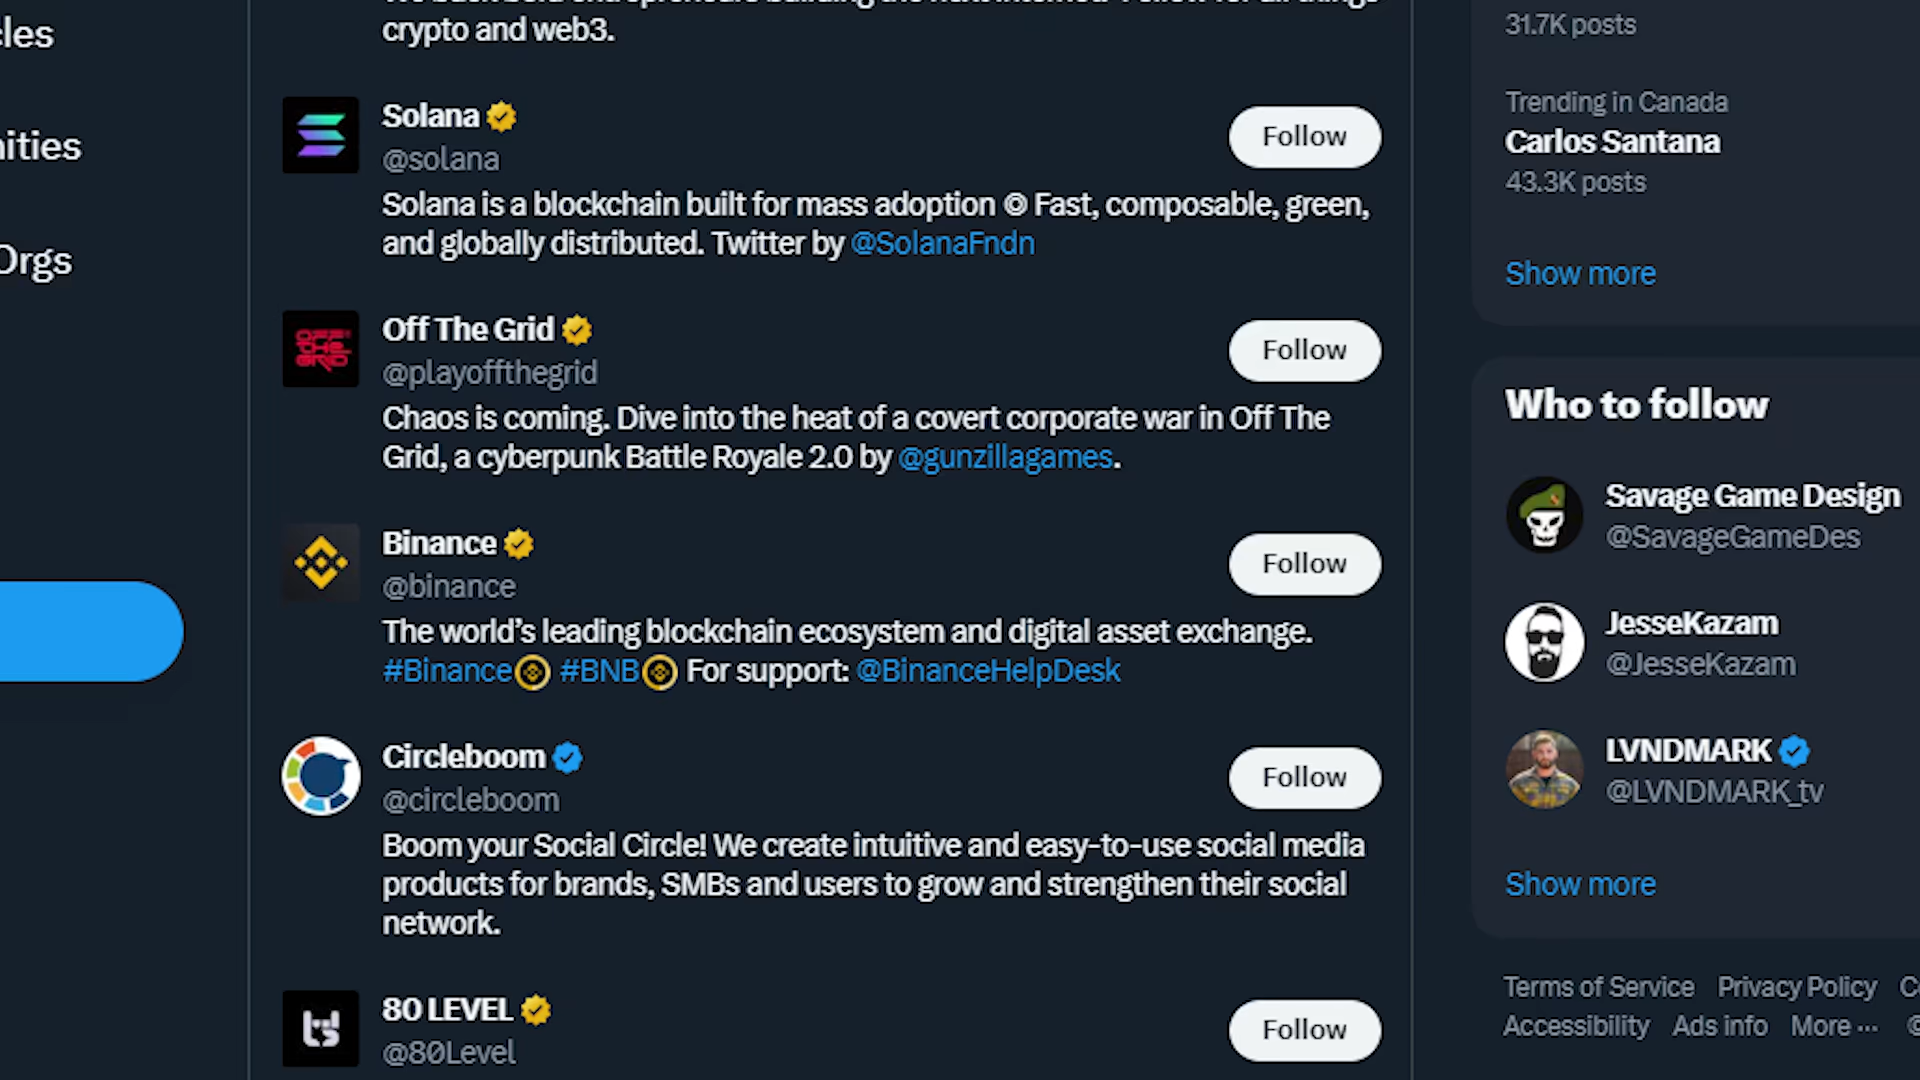 cles
nities
Orgs
crypto and web3.
Solana
@solana
Follow
Solana is a blockchain built for mass adoption ◎ Fast, composable, green,
and globally distributed. Twitter by @SolanaFndn
OFF THE GRID
Off The Grid
@playoffthegrid
Follow
Chaos is coming. Dive into the heat of a covert corporate war in Off The
Grid, a cyberpunk Battle Royale 2.0 by @gunzillagames.
Binance
@binance
Follow
The world’s leading blockchain ecosystem and digital asset exchange.
#Binance #BNB For support: @BinanceHelpDesk
Circleboom
@circleboom
Follow
Boom your Social Circle! We create intuitive and easy-to-use social media
products for brands, SMBs and users to grow and strengthen their social
network.
80 LEVEL
@80Level
Follow
31.7K posts
Trending in Canada
Carlos Santana
43.3K posts
Show more
Who to follow
Savage Game Design
@SavageGameDes
JesseKazam
@JesseKazam
LVNDMARK
@LVNDMARK_tv
Show more
Terms of Service Privacy Policy
Accessibility Ads info More ···